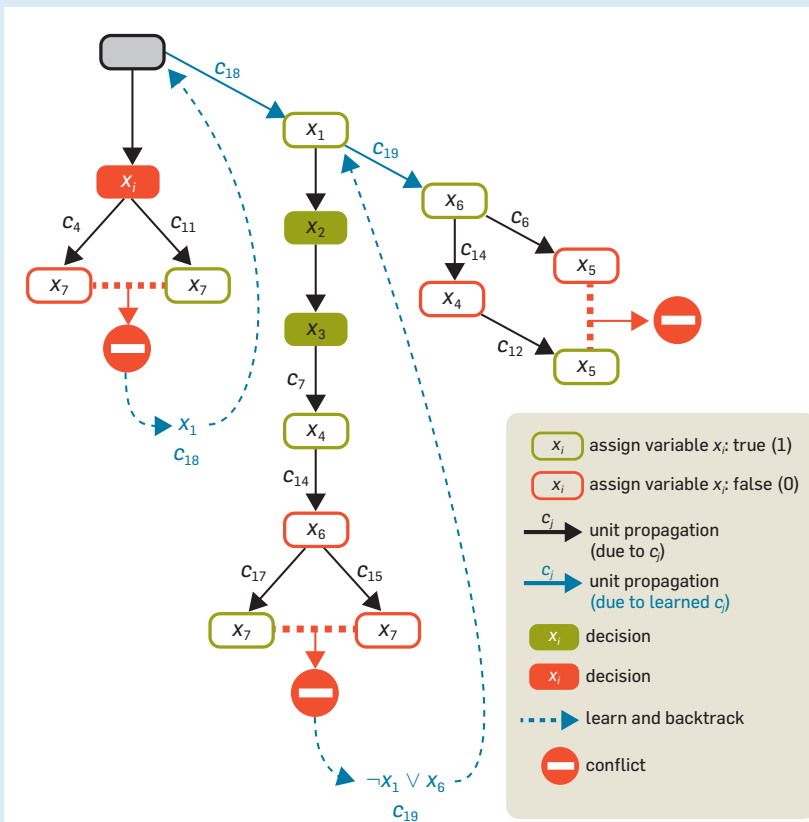 c₁₈
x₁
c₁₉
xᵢ
x₆
c₄
c₁₁
x₂
c₆
c₁₄
x₇
x₇
x₅
x₄
x₃
c₁₂
c₇
x₅
x₁
c₁₈
x₄
c₁₄
x₆
c₁₇
c₁₅
x₇
x₇
¬x₁ ∨ x₆
c₁₉
xᵢ assign variable xᵢ: true (1)
xᵢ assign variable xᵢ: false (0)
cⱼ unit propagation
(due to cⱼ)
cⱼ unit propagation
(due to learned cⱼ)
xᵢ decision
xᵢ decision
learn and backtrack
conflict